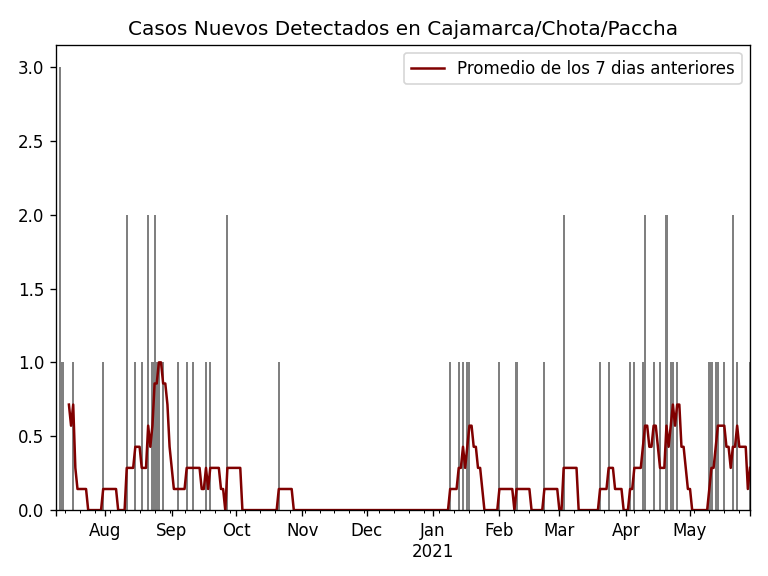 Casos Nuevos Detectados en Cajamarca/Chota/Paccha
Promedio de los 7 dias anteriores
3.0
2.5
2.0
1.5
1.0
0.5
0.0
Aug Sep Oct Nov Dec Jan Feb Mar Apr May
2021